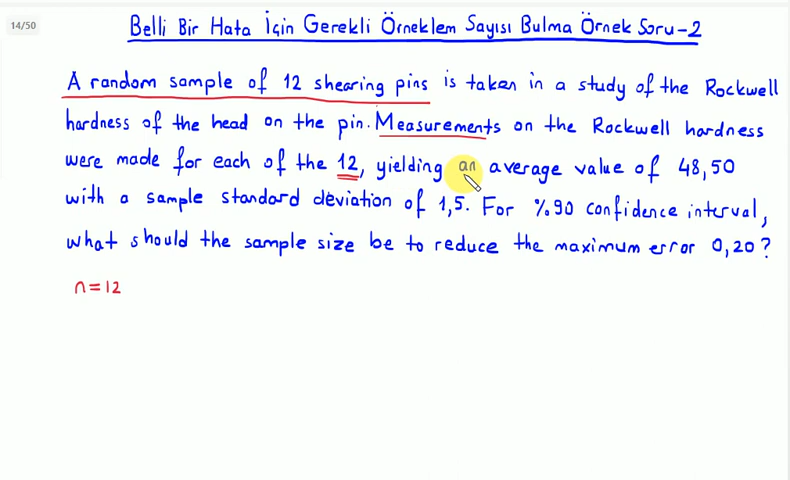 14/50
Belli Bir Hata İçin Gerekli Örneklem Sayısı Bulma Örnek Soru-2
A random sample of 12 shearing pins is taken in a study of the Rockwell
hardness of the head on the pin. Measurements on the Rockwell hardness
were made for each of the 12, yielding an average value of 48,50
with a sample standard deviation of 1,5. For %90 confidence interval,
what should the sample size be to reduce the maximum error 0,20?
n=12